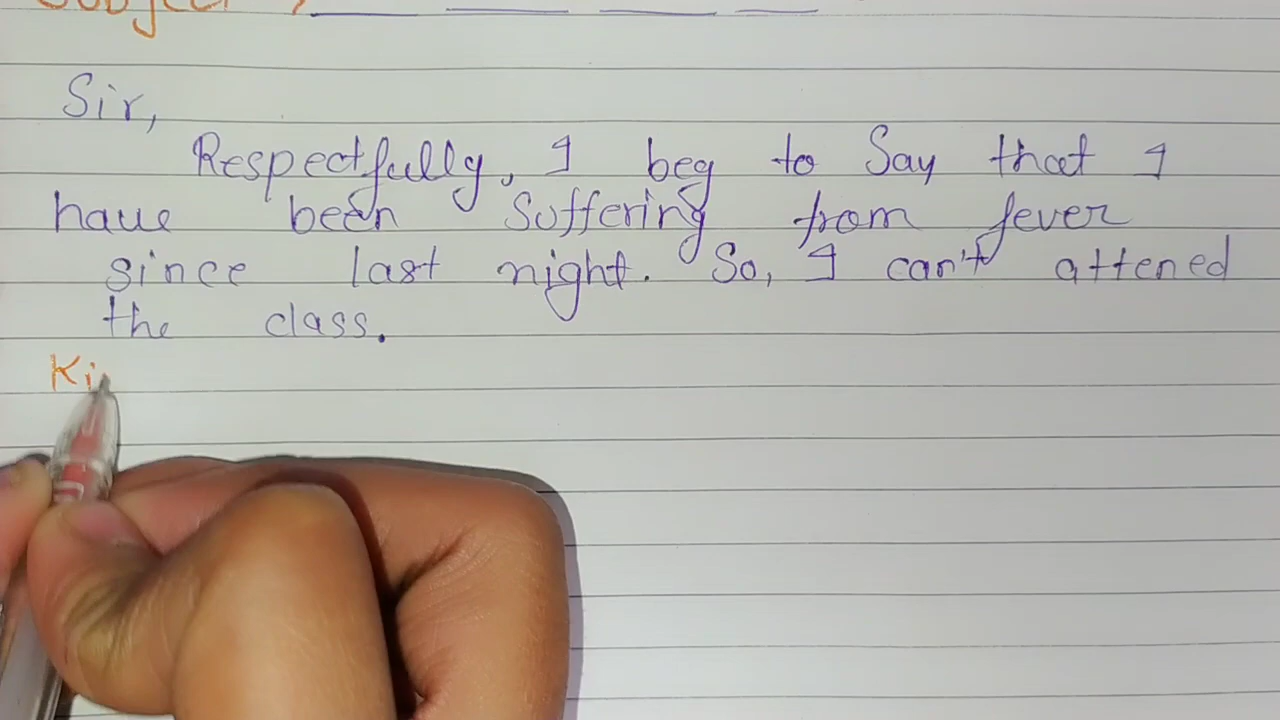 Subject,
Sir,
Respectfully, I beg to Say that I
have been Suffering from fever
since last night. So, I can't attened
the class.
Ki